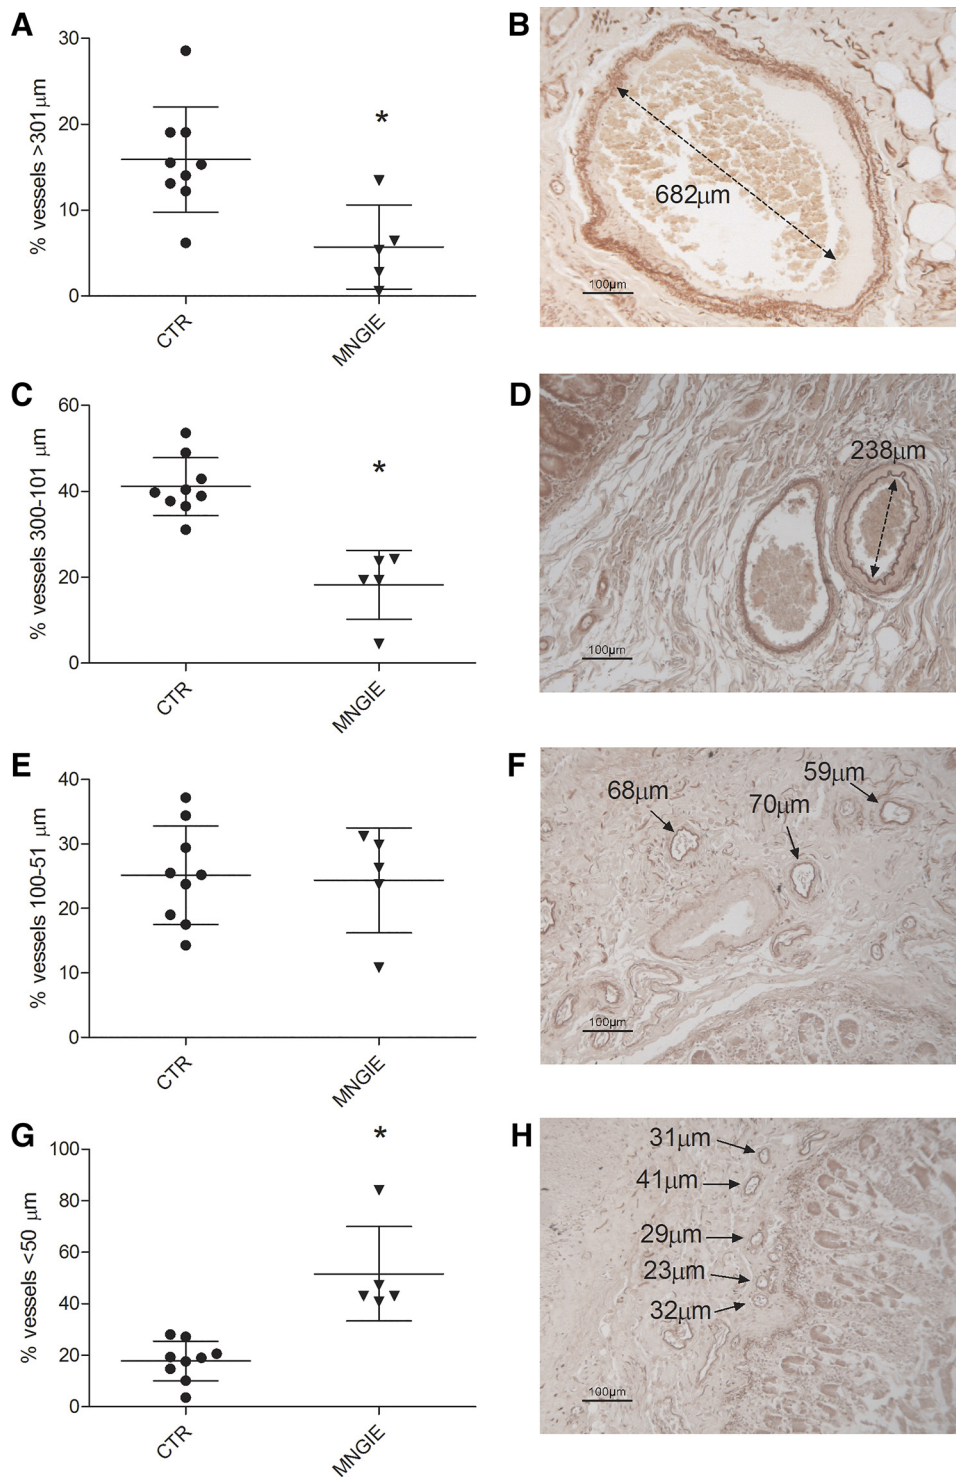 A
% vessels >301μm
30
20
10
0
*
CTR
MNGIE
B
682μm
100μm
C
% vessels 300-101 μm
60
40
20
0
*
CTR
MNGIE
D
238μm
100μm
E
% vessels 100-51 μm
40
30
20
10
0
CTR
MNGIE
F
68μm
70μm
59μm
100μm
G
% vessels <50 μm
100
80
60
40
20
0
*
CTR
MNGIE
H
31μm
41μm
29μm
23μm
32μm
100μm